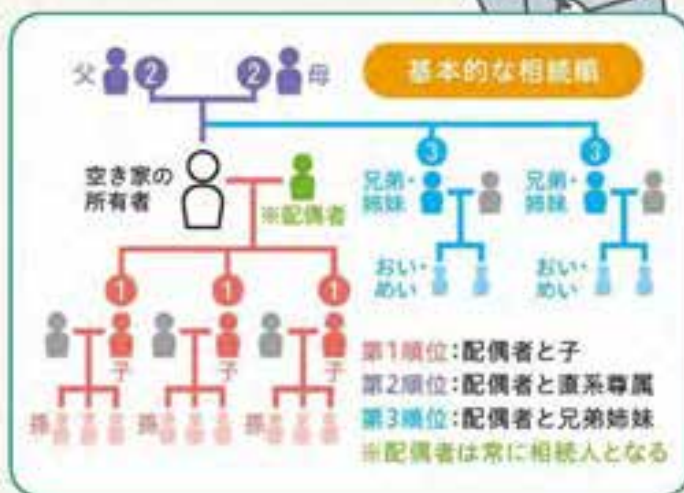 基本的な相続順
父
2
2
母
空き家の
所有者
※配偶者
3
兄弟・
姉妹
3
兄弟・
姉妹
おい・
めい
おい・
めい
1
1
1
子
子
子
孫
孫
孫
第1順位:配偶者と子
第2順位:配偶者と直系尊属
第3順位:配偶者と兄弟姉妹
※配偶者は常に相続人となる